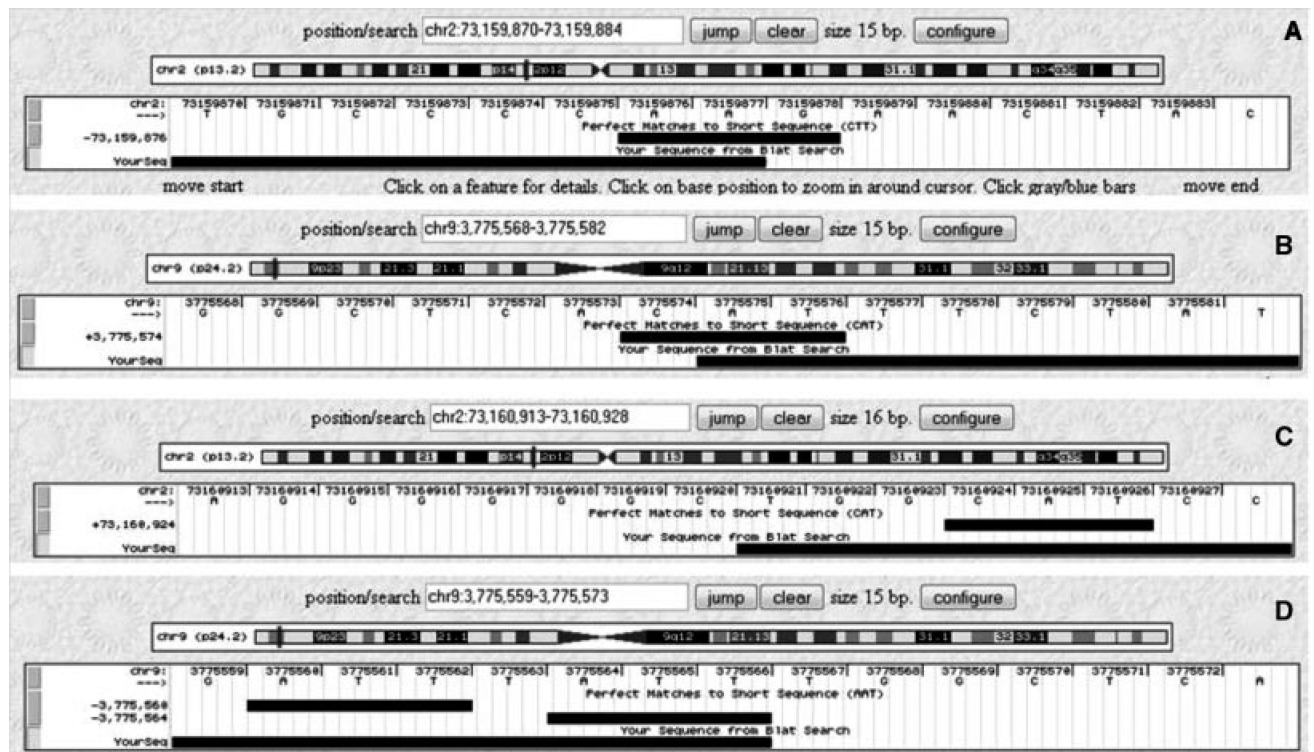 A
position/search chr2:73,159,870-73,159,884 jump clear size 15 bp. configure
chr2 (p13.2) 21 p14 2p12 13 31.1 q34q35
chr2: 73159870| 73159871| 73159872| 73159873| 73159874| 73159875| 73159876| 73159877| 73159878| 73159879| 73159880| 73159881| 73159882| 73159883|
---> T G C C C C A A G A A C T A C
Perfect Matches to Short Sequence (CTT)
-73,159,876
Your Sequence from Blat Search
YourSeq
move start Click on a feature for details. Click on base position to zoom in around cursor. Click gray/blue bars move end
B
position/search chr9:3,775,568-3,775,582 jump clear size 15 bp. configure
chr9 (p24.2) 9p23 21.3 21.1 9q12 21.13 31.1 32 33.1
chr9: 3775568| 3775569| 3775570| 3775571| 3775572| 3775573| 3775574| 3775575| 3775576| 3775577| 3775578| 3775579| 3775580| 3775581|
---> G G C T C A C A T T T C T A T
Perfect Matches to Short Sequence (CAT)
+3,775,574
Your Sequence from Blat Search
YourSeq
C
position/search chr2:73,160,913-73,160,928 jump clear size 16 bp. configure
chr2 (p13.2) 21 p14 2p12 13 31.1 q34q35
chr2: 73160913| 73160914| 73160915| 73160916| 73160917| 73160918| 73160919| 73160920| 73160921| 73160922| 73160923| 73160924| 73160925| 73160926| 73160927|
---> A G G G G G G C T G G C A T C C
Perfect Matches to Short Sequence (CAT)
+73,160,924
Your Sequence from Blat Search
YourSeq
D
position/search chr9:3,775,559-3,775,573 jump clear size 15 bp. configure
chr9 (p24.2) 9p23 21.3 21.1 9q12 21.13 31.1 32 33.1
chr9: 3775559| 3775560| 3775561| 3775562| 3775563| 3775564| 3775565| 3775566| 3775567| 3775568| 3775569| 3775570| 3775571| 3775572|
---> G A T T T A T T T G G C T C A
Perfect Matches to Short Sequence (AAT)
-3,775,560
-3,775,564
Your Sequence from Blat Search
YourSeq